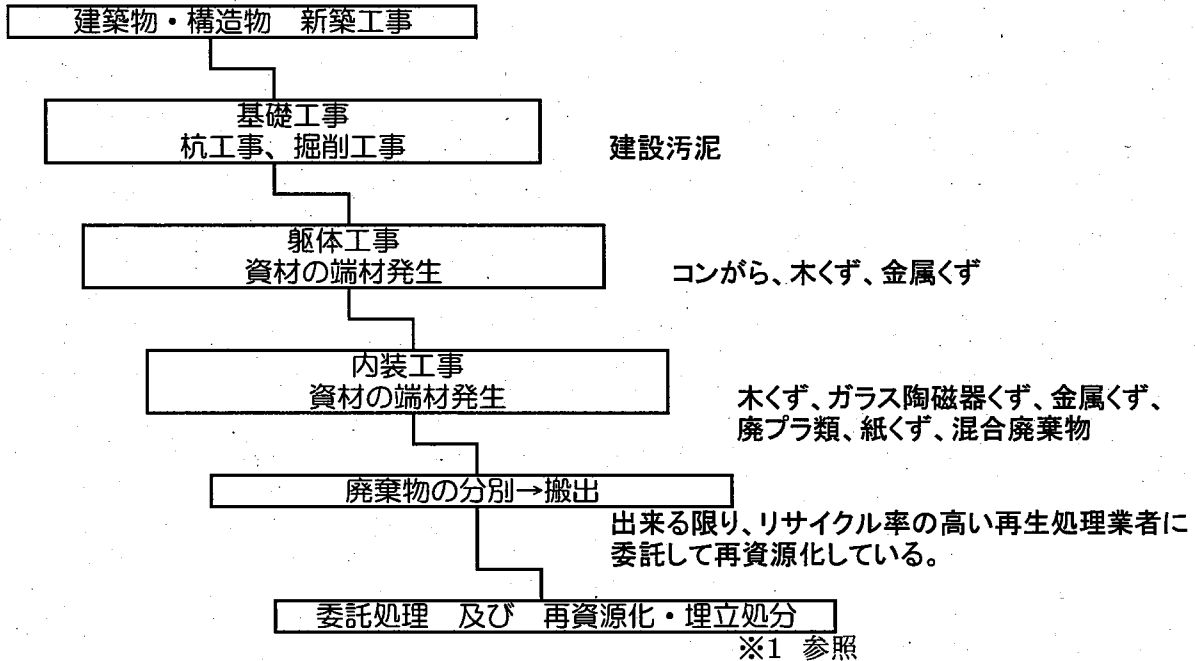 建築物・構造物　新築工事
基礎工事
杭工事、掘削工事
建設汚泥
躯体工事
資材の端材発生
コンがら、木くず、金属くず
内装工事
資材の端材発生
木くず、ガラス陶磁器くず、金属くず、
廃プラ類、紙くず、混合廃棄物
廃棄物の分別→搬出
出来る限り、リサイクル率の高い再生処理業者に
委託して再資源化している。
委託処理　及び　再資源化・埋立処分
※1　参照